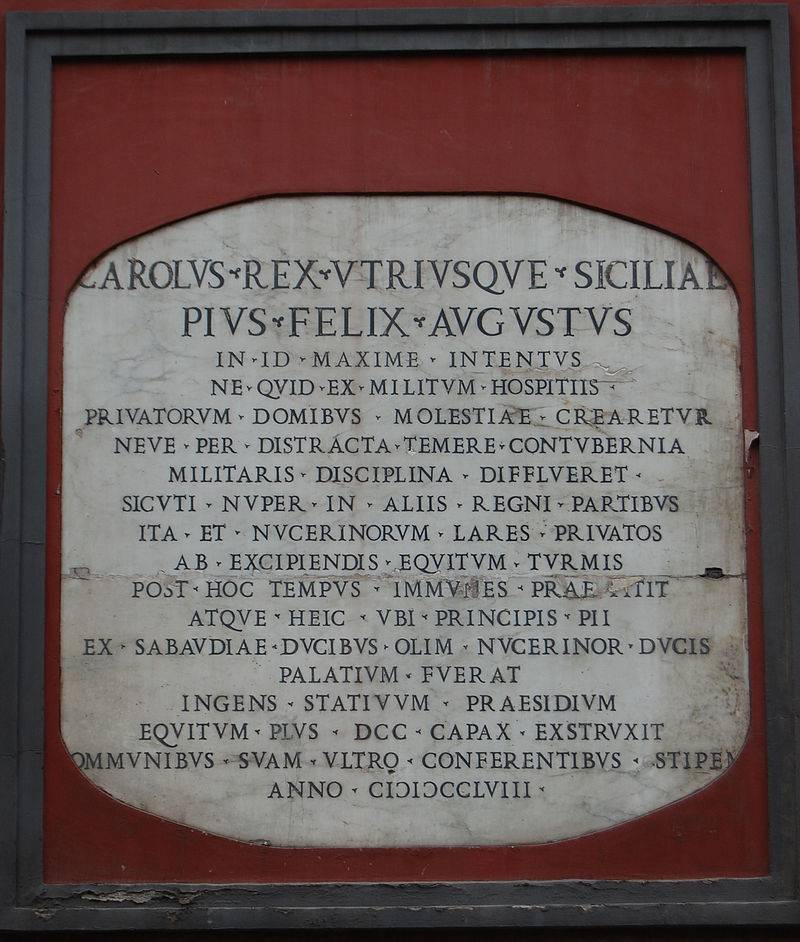 CAROLVS REX VTRIVSQVE SICILIAE
PIVS FELIX AVGVSTVS
IN ID MAXIME INTENTVS
NE QVID EX MILITVM HOSPITIIS
PRIVATORVM DOMIBVS MOLESTIAE CREARETVR
NEVE PER DISTRACTA TEMERE CONTVBERNIA
MILITARIS DISCIPLINA DIFFLVERET
SICVTI NVPER IN ALIIS REGNI PARTIBVS
ITA ET NVCERINORVM LARES PRIVATOS
AB EXCIPIENDIS EQVITVM TVRMIS
POST HOC TEMPVS IMMVNES
ATQVE HEIC VBI PRINCIPIS PII
EX SABAVDIAE DVCIBVS OLIM NVCERINOR DVCIS
PALATIVM FVERAT
INGENS STATIVVM PRAESIDIVM
EQVITVM PLVS DCC CAPAX EXSTRVXIT
OMMVNIBVS SVAM VLTRO CONFERENTIBVS STIPEM
ANNO CIƆIƆCCLVIII